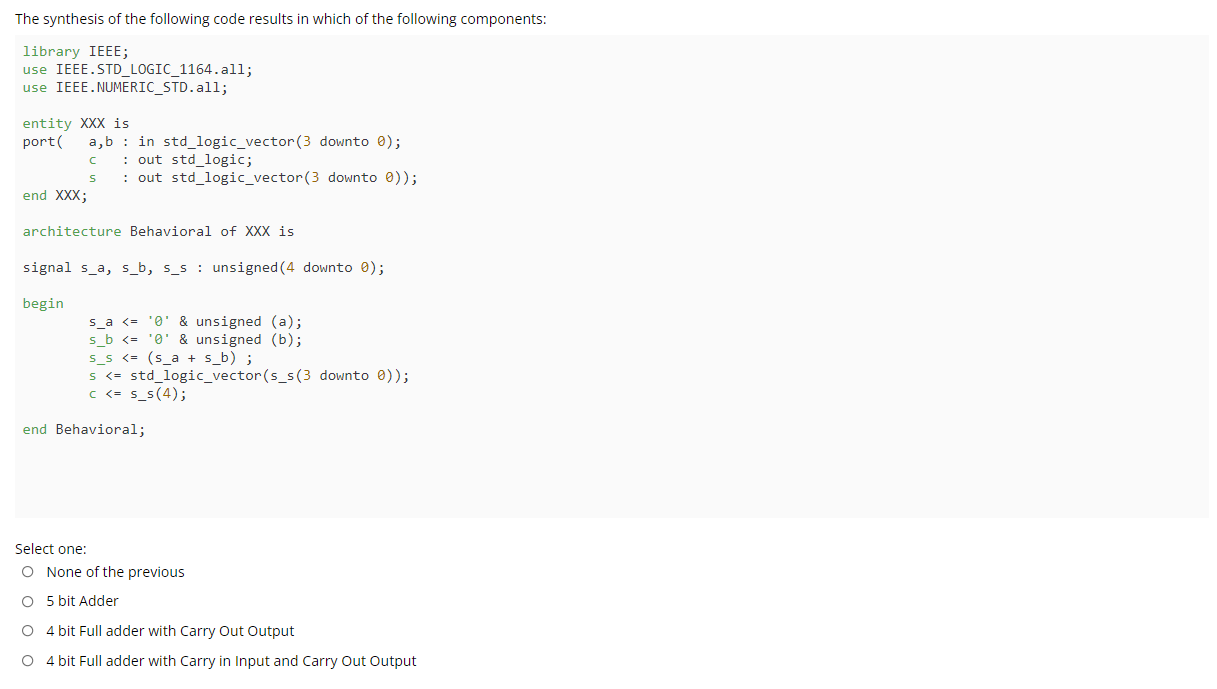 The synthesis of the following code results in which of the following components:
library IEEE;
use IEEE.STD_LOGIC_1164.all;
use IEEE.NUMERIC_STD.all;
entity XXX is
port(   a,b : in std_logic_vector(3 downto 0);
        c   : out std_logic;
        s   : out std_logic_vector(3 downto 0));
end XXX;
architecture Behavioral of XXX is
signal s_a, s_b, s_s : unsigned(4 downto 0);
begin
        s_a <= '0' & unsigned (a);
        s_b <= '0' & unsigned (b);
        s_s <= (s_a + s_b) ;
        s <= std_logic_vector(s_s(3 downto 0));
        c <= s_s(4);
end Behavioral;
Select one:
None of the previous
5 bit Adder
4 bit Full adder with Carry Out Output
4 bit Full adder with Carry in Input and Carry Out Output